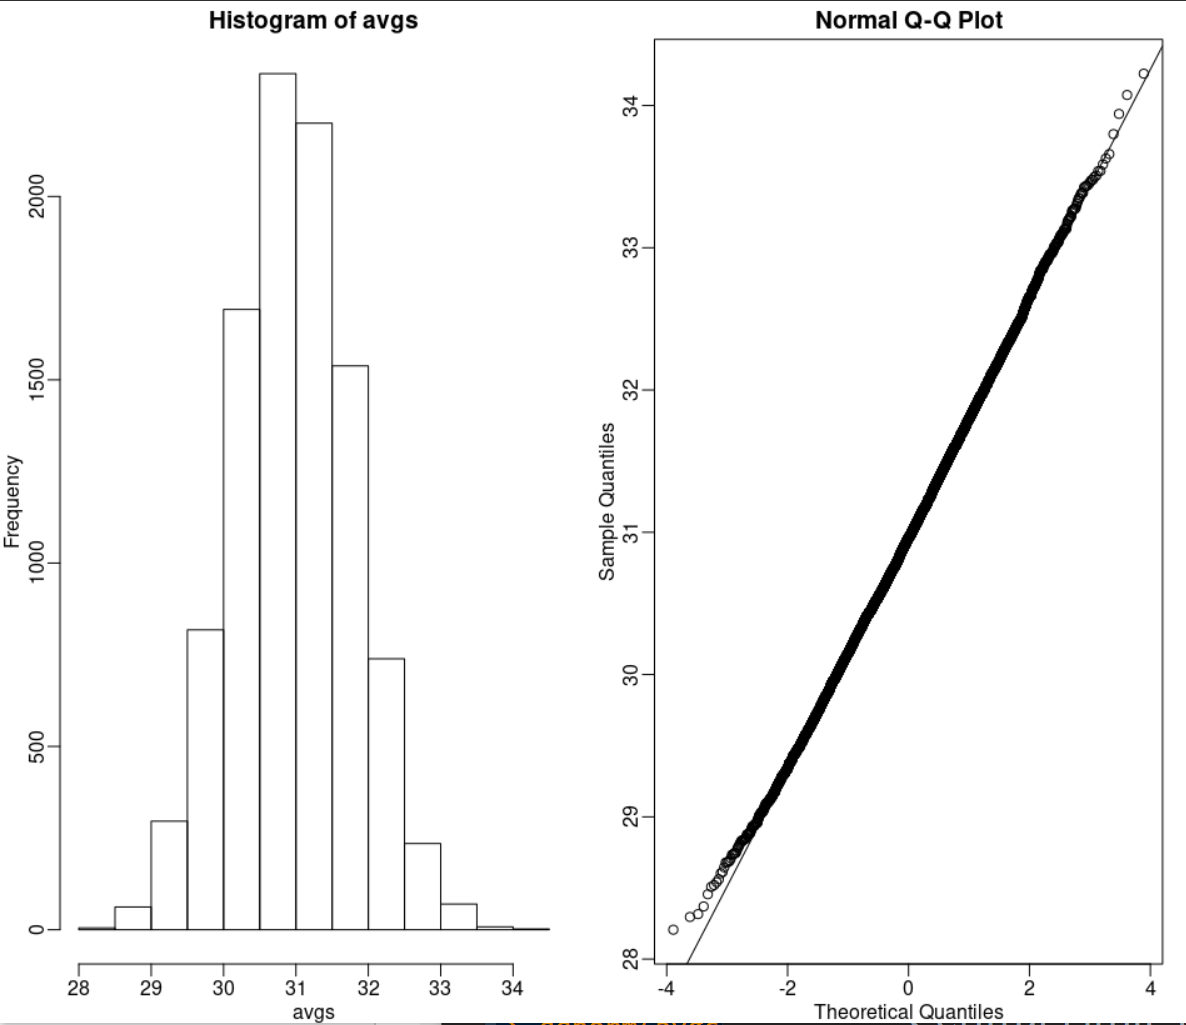 Histogram of avgs
Frequency
0
500
1000
1500
2000
28 29 30 31 32 33 34
avgs
Normal Q-Q Plot
Sample Quantiles
28
29
30
31
32
33
34
-4 -2 0 2 4
Theoretical Quantiles